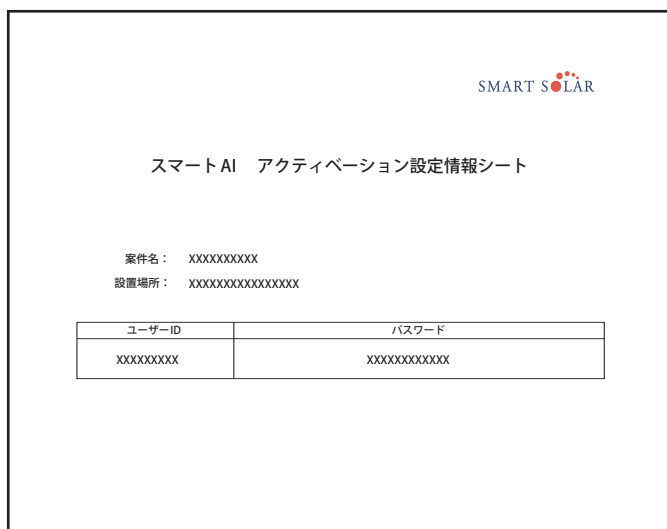 SMART SOLAR
スマートAI　アクティベーション設定情報シート
案件名： XXXXXXXXXX
設置場所： XXXXXXXXXXXXXXXX
ユーザーID パスワード
XXXXXXXXX XXXXXXXXXXXX